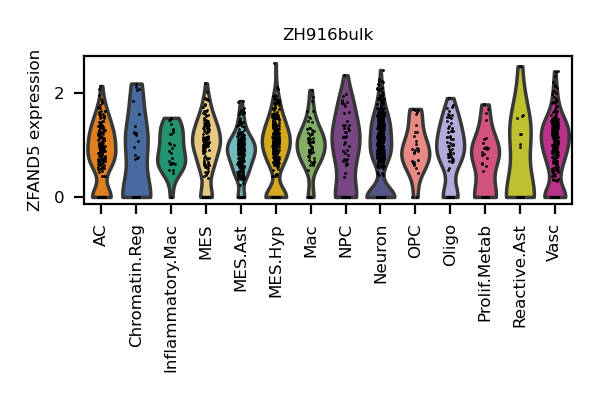 ZH916bulk
ZFAND5 expression
2
0
AC
Chromatin.Reg
Inflammatory.Mac
MES
MES.Ast
MES.Hyp
Mac
NPC
Neuron
OPC
Oligo
Prolif.Metab
Reactive.Ast
Vasc